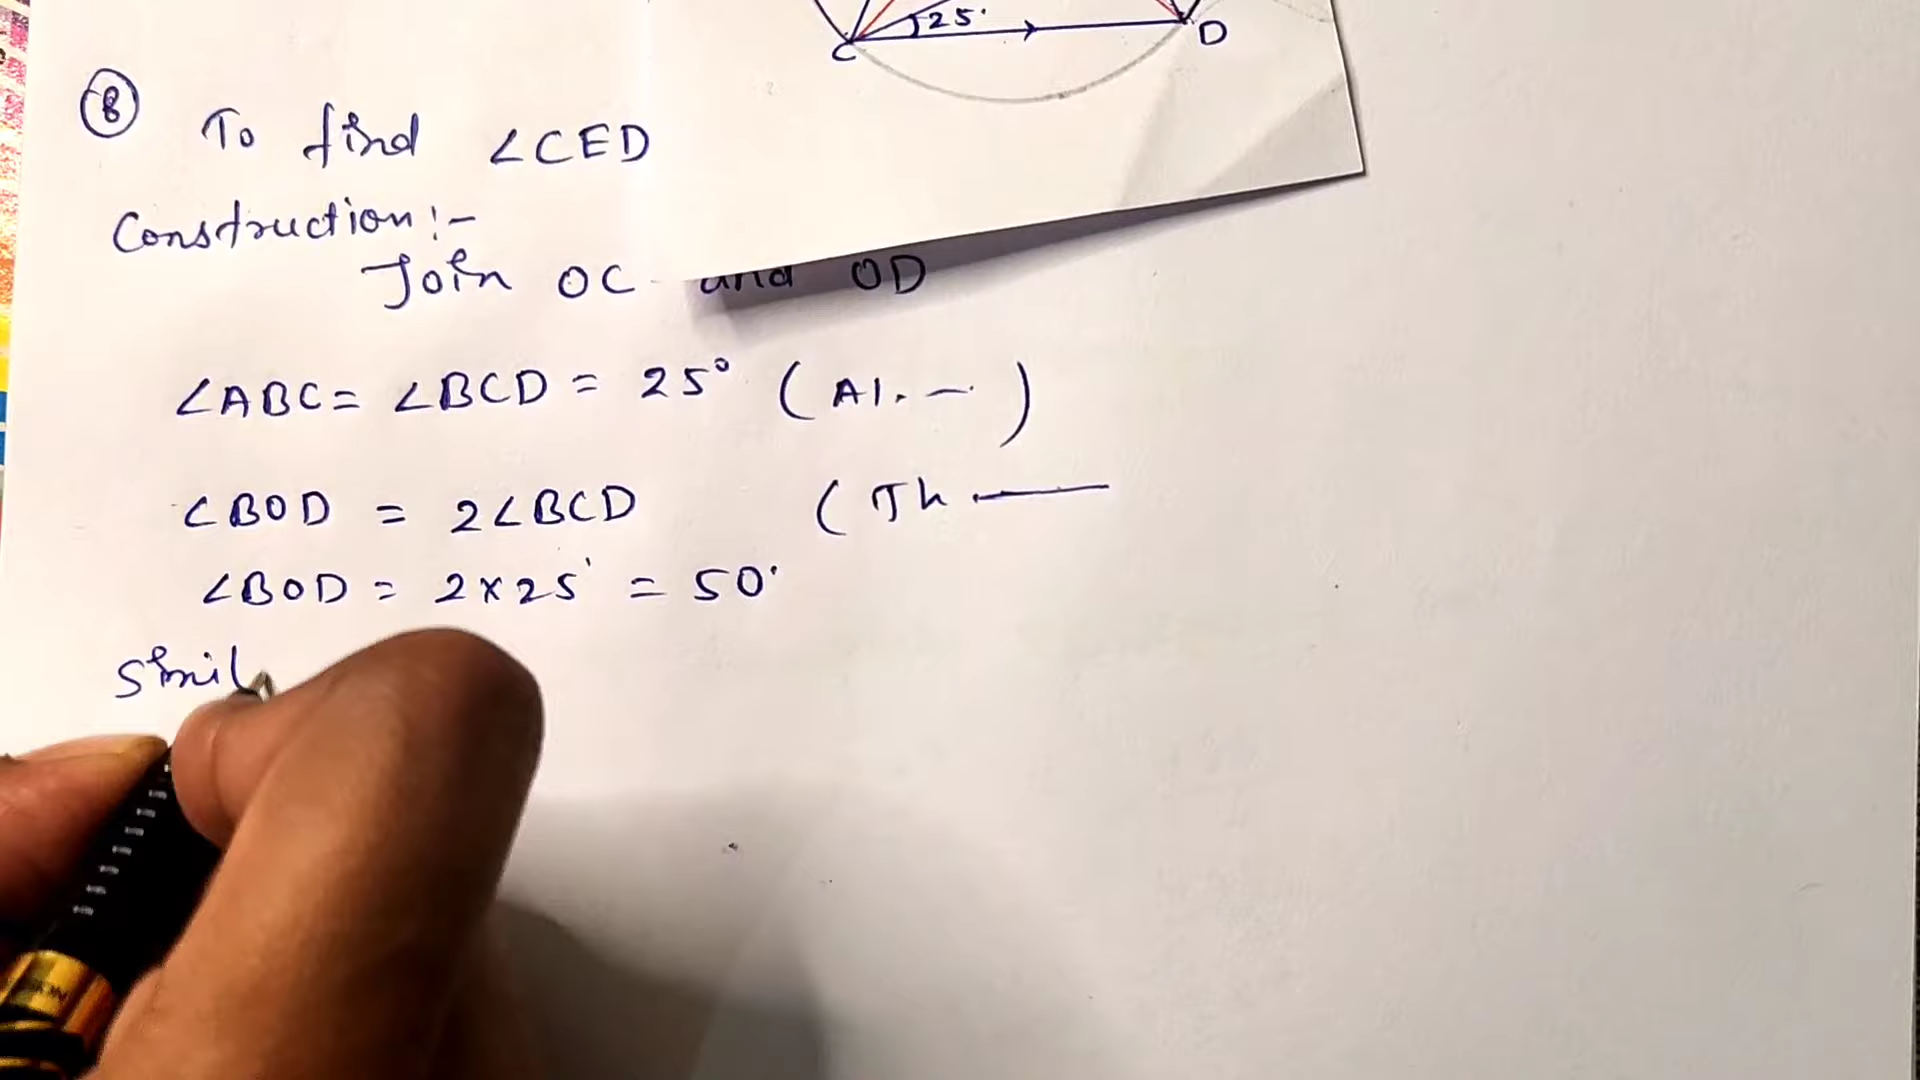 25°
C
D
8
To find ∠CED
Construction:-
Join OC and OD
∠ABC = ∠BCD = 25° (Al. — )
∠BOD = 2∠BCD (Th —
∠BOD = 2×25° = 50°
Simil